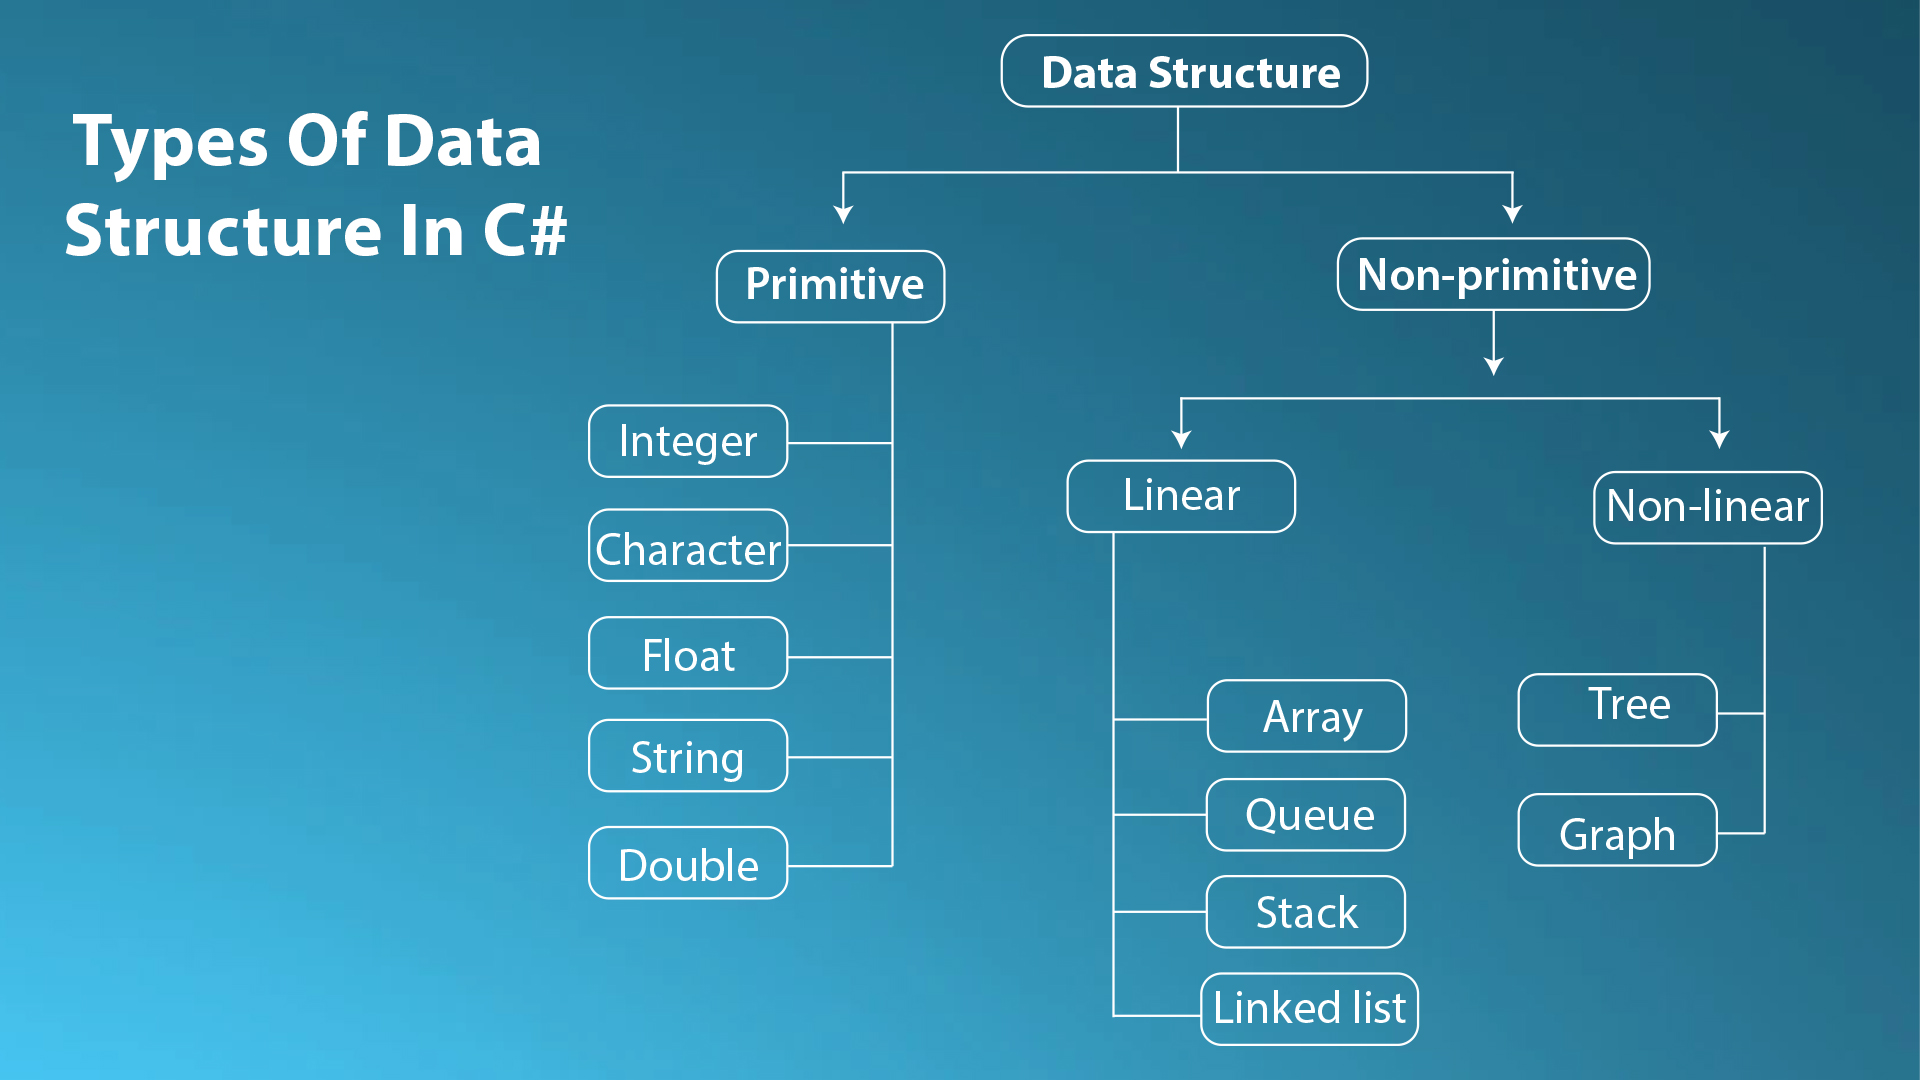 Types Of Data
Structure In C#
Data Structure
Primitive
Non-primitive
Integer
Character
Float
String
Double
Linear
Non-linear
Array
Queue
Stack
Linked list
Tree
Graph